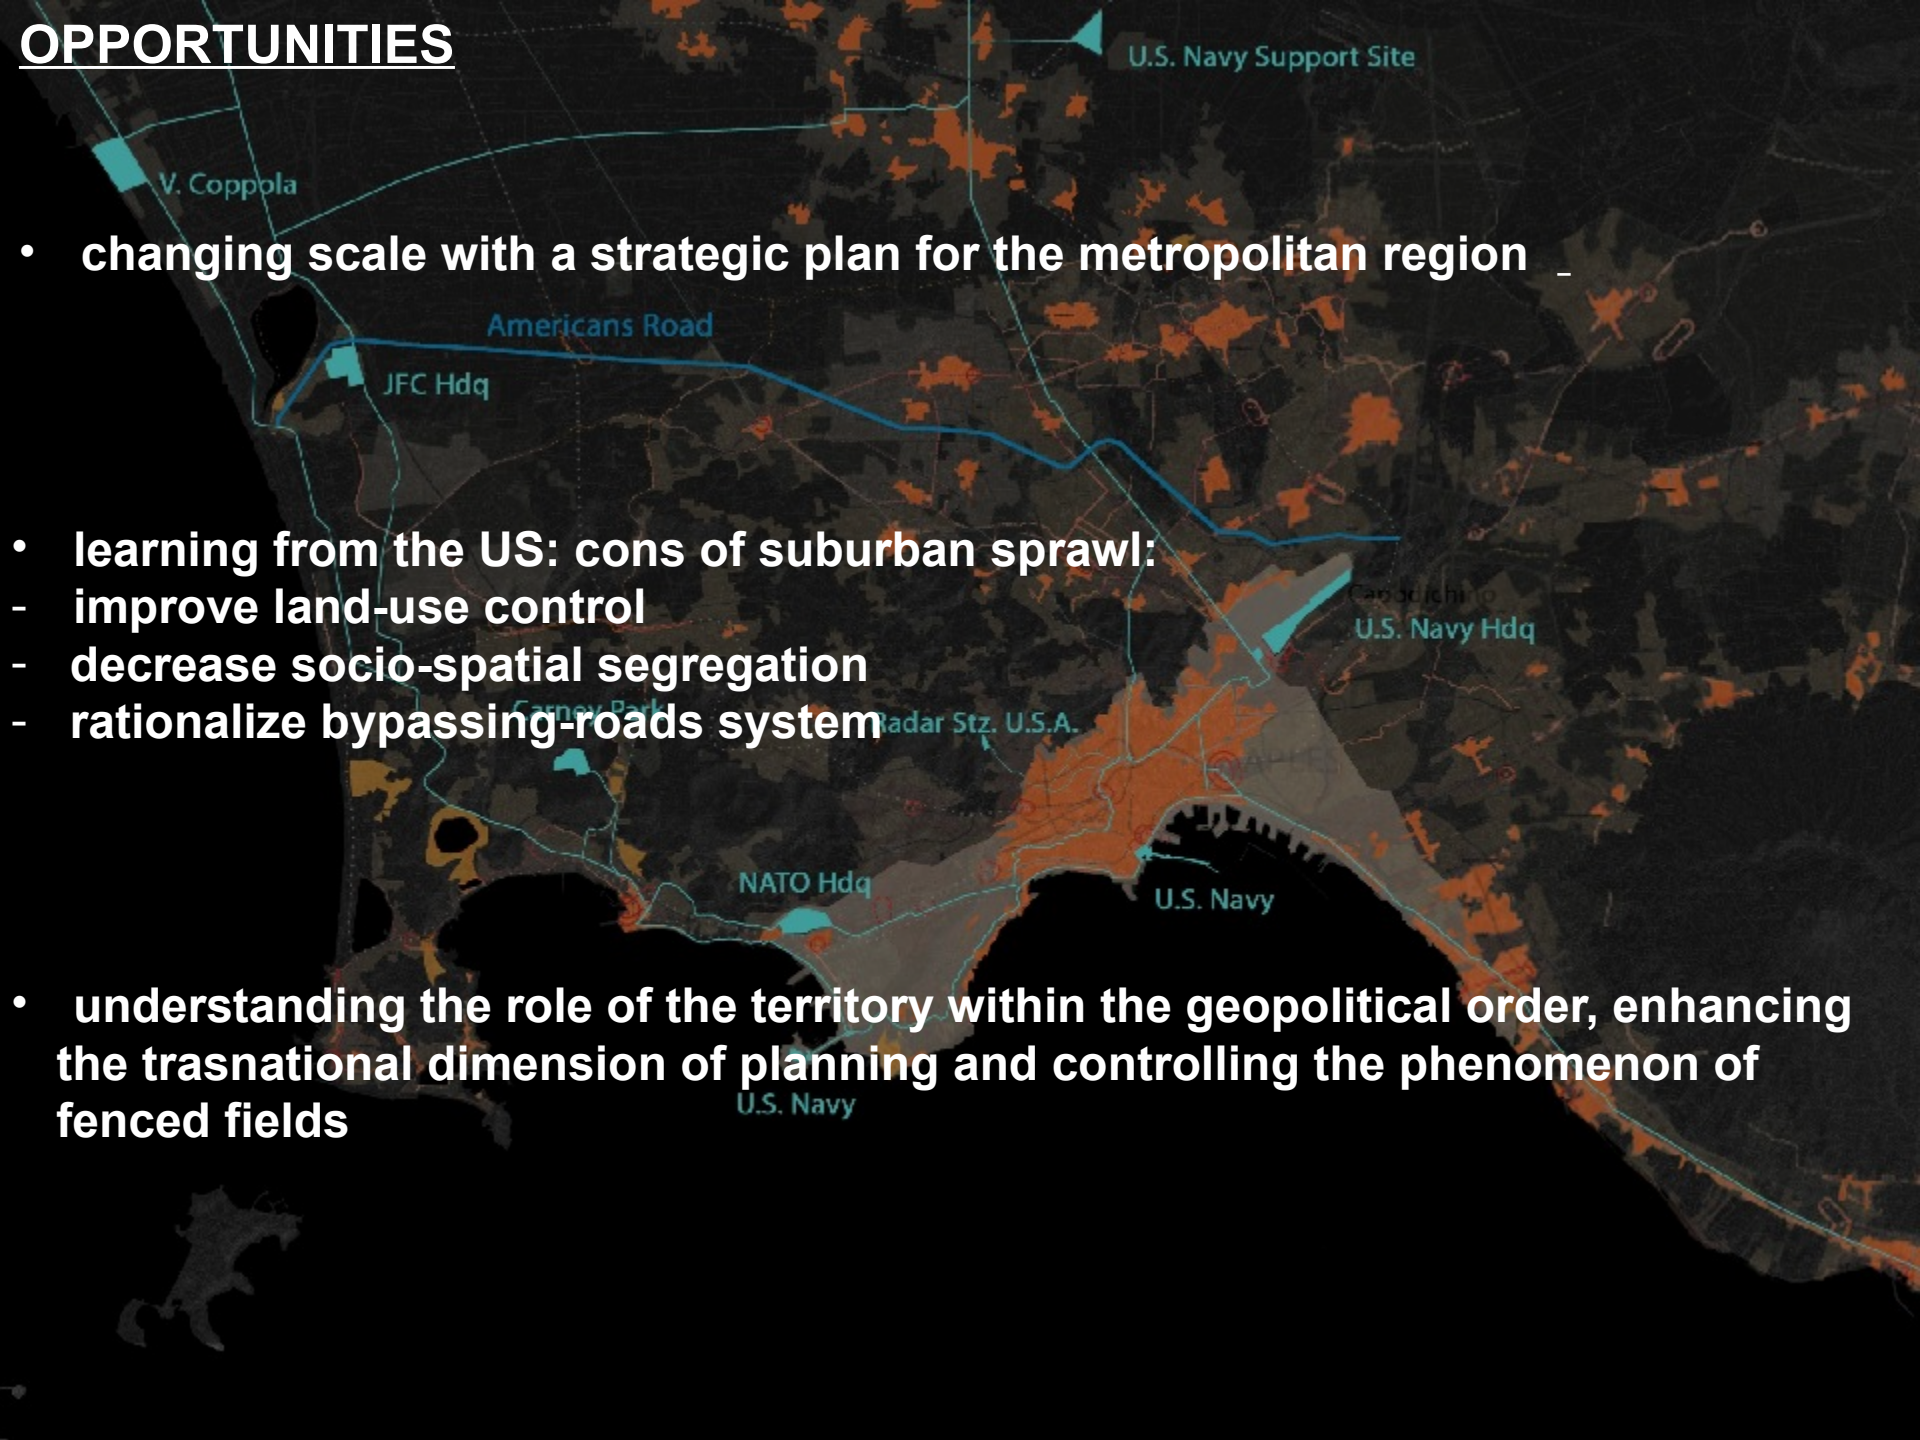 OPPORTUNITIES
U.S. Navy Support Site
V. Coppola
• changing scale with a strategic plan for the metropolitan region _
Americans Road
JFC Hdq
• learning from the US: cons of suburban sprawl:
- improve land-use control
U.S. Navy Hdq
- decrease socio-spatial segregation
Carney Park
- rationalize bypassing-roads system
Radar Stz. U.S.A.
NATO Hdq
U.S. Navy
• understanding the role of the territory within the geopolitical order, enhancing
the trasnational dimension of planning and controlling the phenomenon of
U.S. Navy
fenced fields